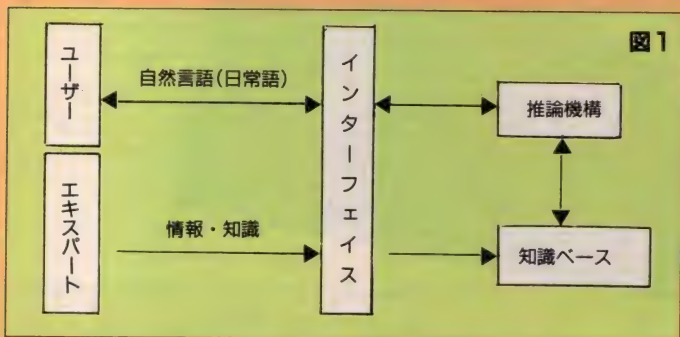 図1
ユーザー
自然言語(日常語)
インターフェイス
推論機構
エキスパート
情報・知識
知識ベース